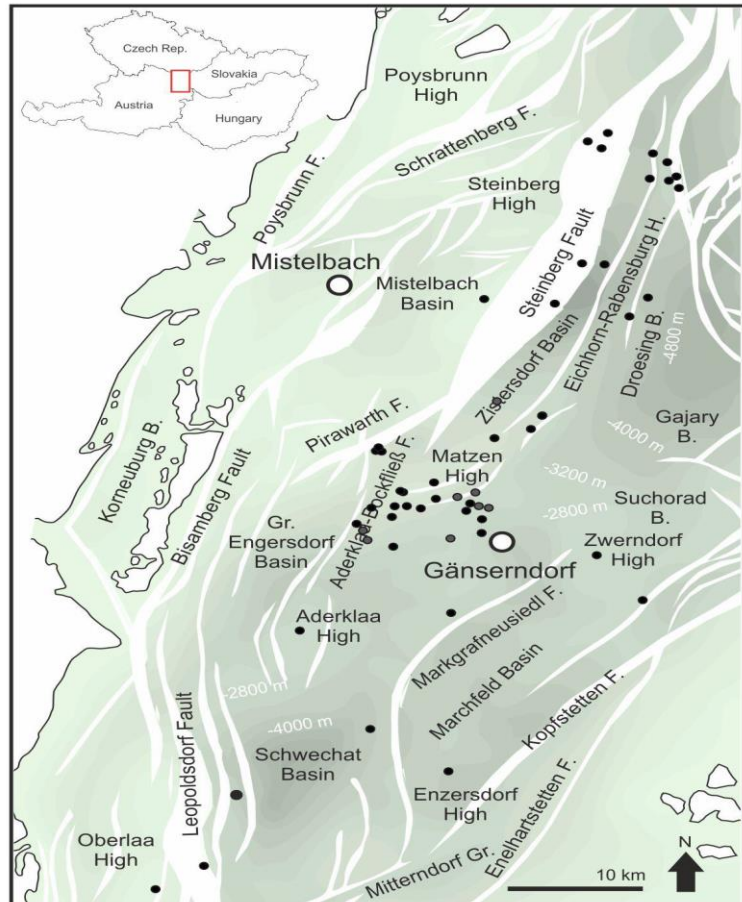 Czech Rep.
Slovakia
Austria
Hungary
Poysbrunn
High
Schrattenberg F.
Poysbrunn F.
Steinberg
High
Steinberg Fault
Mistelbach
Mistelbach
Basin
Eichhorn-Rabensburg H.
Droesing B.
-4800 m
Zistersdorf Basin
Korneuburg B.
Bisamberg Fault
Pirawarth F.
Aderklaa-Bockfließ F.
Matzen
High
-4000 m
Gajary
B.
-3200 m
-2800 m
Suchorad
B.
Gr.
Engersdorf
Basin
Zwerndorf
High
Gänserndorf
Aderklaa
High
Markgrafneusiedl F.
Marchfeld Basin
Kopfstetten F.
-2800 m
-4000 m
Leopoldsdorf Fault
Schwechat
Basin
Enzersdorf
High
Enelhartstetten F.
Oberlaa
High
Mitterndorf Gr.
N
10 km